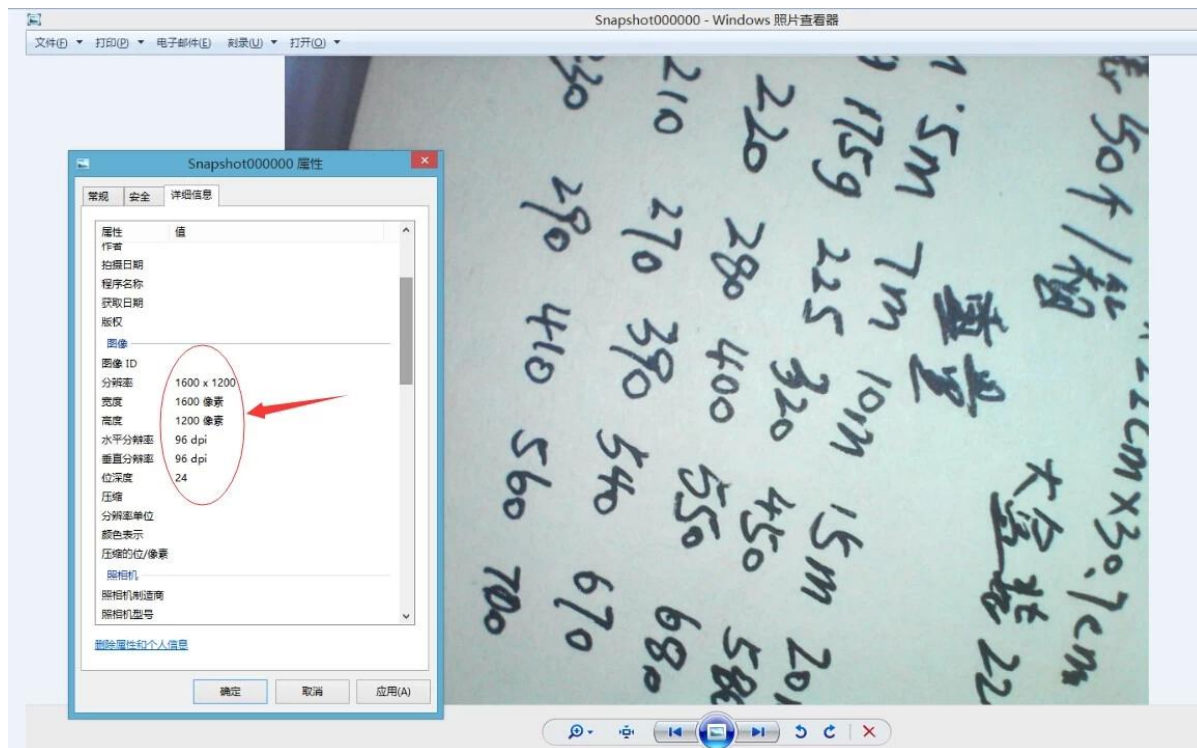 Snapshot000000 - Windows 照片查看器
文件(F) 打印(P) 电子邮件(E) 刻录(U) 打开(O)
Snapshot000000 属性
常规 安全 详细信息
属性 值
作者
拍摄日期
程序名称
获取日期
版权
图像
图像 ID
分辨率 1600 x 1200
宽度 1600 像素
高度 1200 像素
水平分辨率 96 dpi
垂直分辨率 96 dpi
位深度 24
压缩
分辨率单位
颜色表示
压缩的位/像素
照相机
照相机制造商
照相机型号
删除属性和个人信息
确定 取消 应用(A)
22cm×30.7cm
50个/箱 大盒装 22
重量
1.5m 7m 10m 15m 20
175g 225 320 450 580
220 280 400 550 680
210 270 390 540 670
230 290 410 560 700